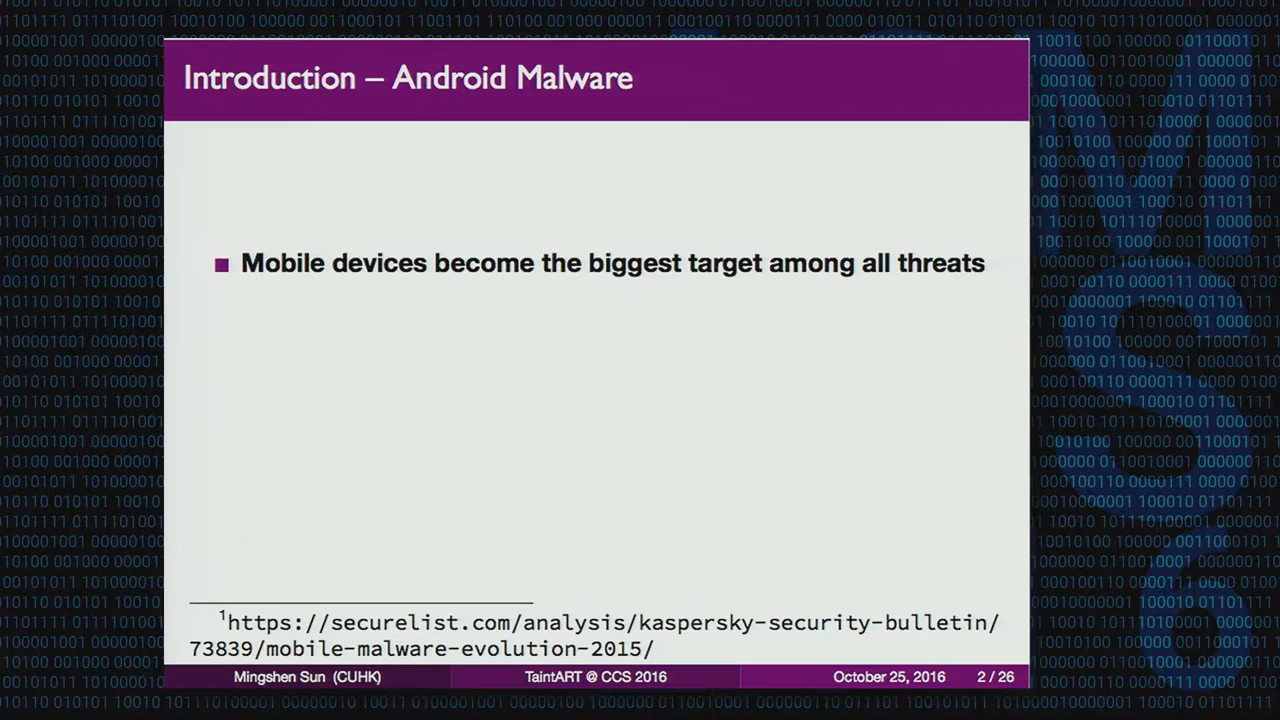 Introduction – Android Malware
■ Mobile devices become the biggest target among all threats
¹https://securelist.com/analysis/kaspersky-security-bulletin/
73839/mobile-malware-evolution-2015/
Mingshen Sun (CUHK) TaintART @ CCS 2016 October 25, 2016 2 / 26